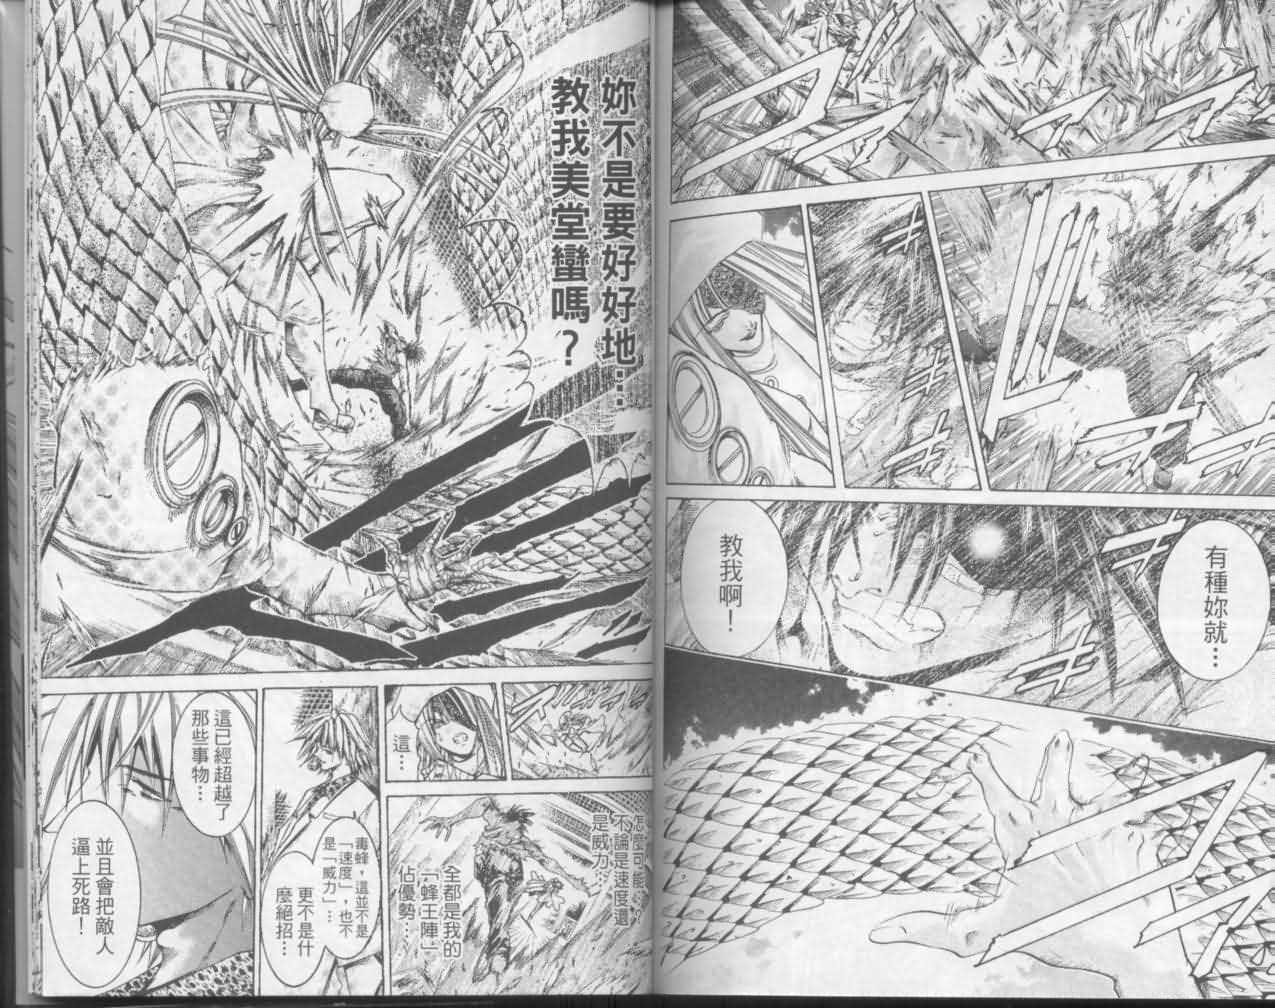 有種妳就…
教我啊！
妳不是要好好地…
教我美堂蠻嗎？
這…
怎麼可能…？
不論是速度還
是威力…
全都是我的
「蜂王陣」
佔優勢…
毒蜂，這並不是
「速度」，也不
是「威力」…
更不是什
麼絕招…
這已經超越了
那些事物…
並且會把敵人
逼上死路！